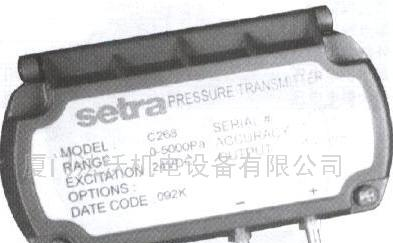 setra PRESSURE TRANSMITTER
MODEL : C268 SERIAL #
RANGE 0-5000Pa ACCURACY
EXCITATION OUTPUT
OPTIONS :
DATE CODE 092K
- +
厦门 机电设备有限公司